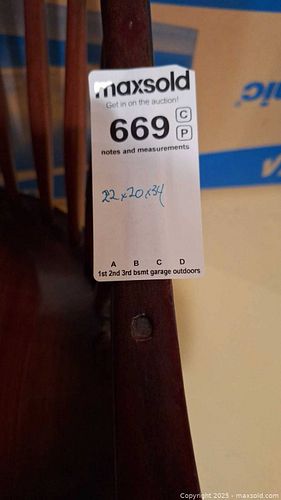 maxsold
Get in on the auction!
669 C
P
notes and measurements
22x20x34
A B C D
1st 2nd 3rd bsmt garage outdoors
Copyright 2025 - maxsold.com